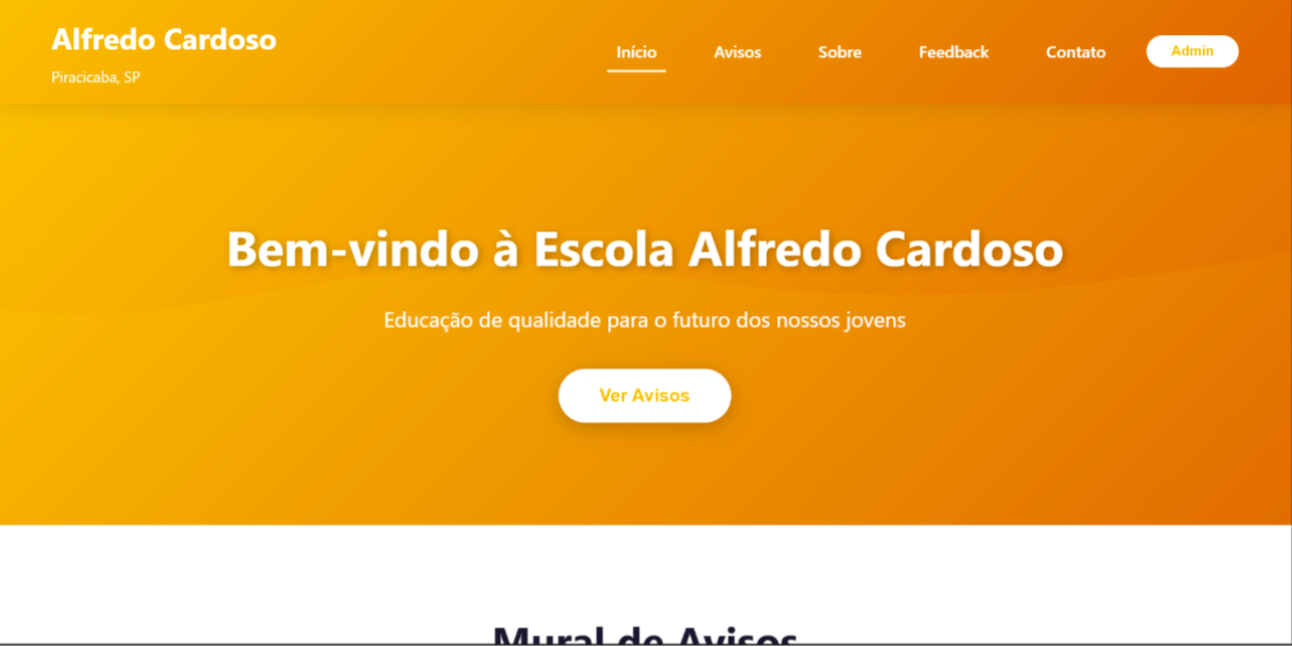 Alfredo Cardoso
Piracicaba, SP
Início Avisos Sobre Feedback Contato Admin
Bem-vindo à Escola Alfredo Cardoso
Educação de qualidade para o futuro dos nossos jovens
Ver Avisos
Mural de Avisos